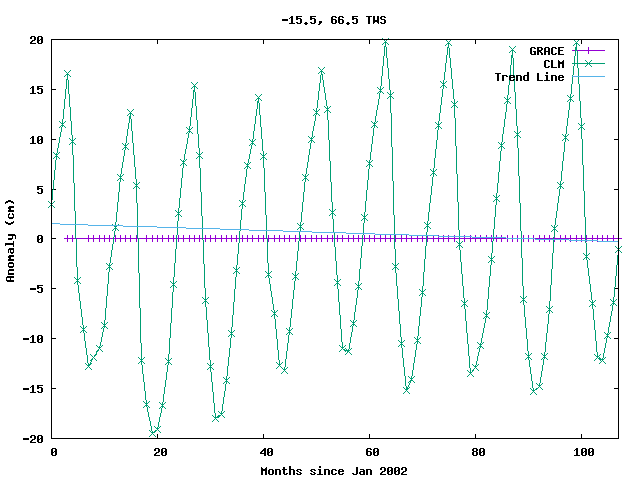 -15.5, 66.5 TWS
GRACE
CLM
Trend Line
20
15
10
5
0
-5
-10
-15
-20
Anomaly (cm)
0 20 40 60 80 100
Months since Jan 2002